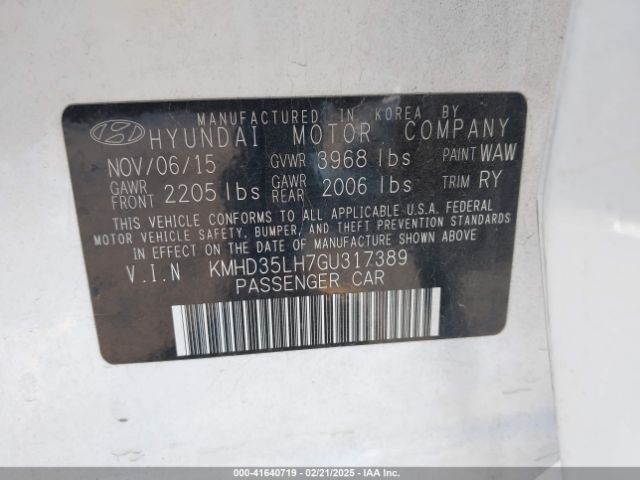 MANUFACTURED IN KOREA BY
HYUNDAI MOTOR COMPANY
NOV/06/15 GVWR 3968 lbs PAINT WAW
GAWR FRONT 2205 lbs GAWR REAR 2006 lbs TRIM RY
THIS VEHICLE CONFORMS TO ALL APPLICABLE U.S.A. FEDERAL
MOTOR VEHICLE SAFETY, BUMPER, AND THEFT STANDARDS
IN EFFECT ON THE DATE OF MANUFACTURE SHOWN ABOVE
V.I.N KMHD35LH7GU317389
PASSENGER CAR
000-41640719 - 02/21/2025 - IAA Inc.